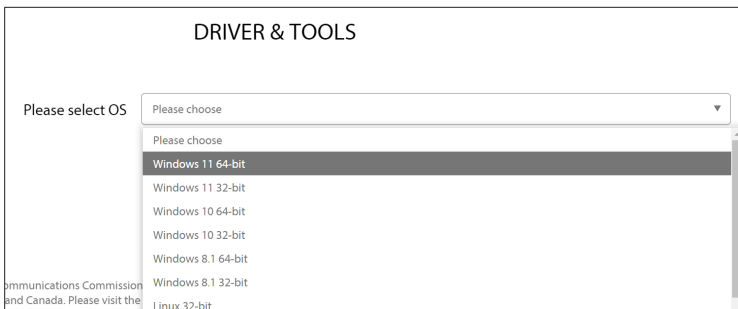 DRIVER & TOOLS
Please select OS
Please choose
Please choose
Windows 11 64-bit
Windows 11 32-bit
Windows 10 64-bit
Windows 10 32-bit
Windows 8.1 64-bit
Windows 8.1 32-bit
Linux 32-bit
ommunications Commission
and Canada. Please visit the